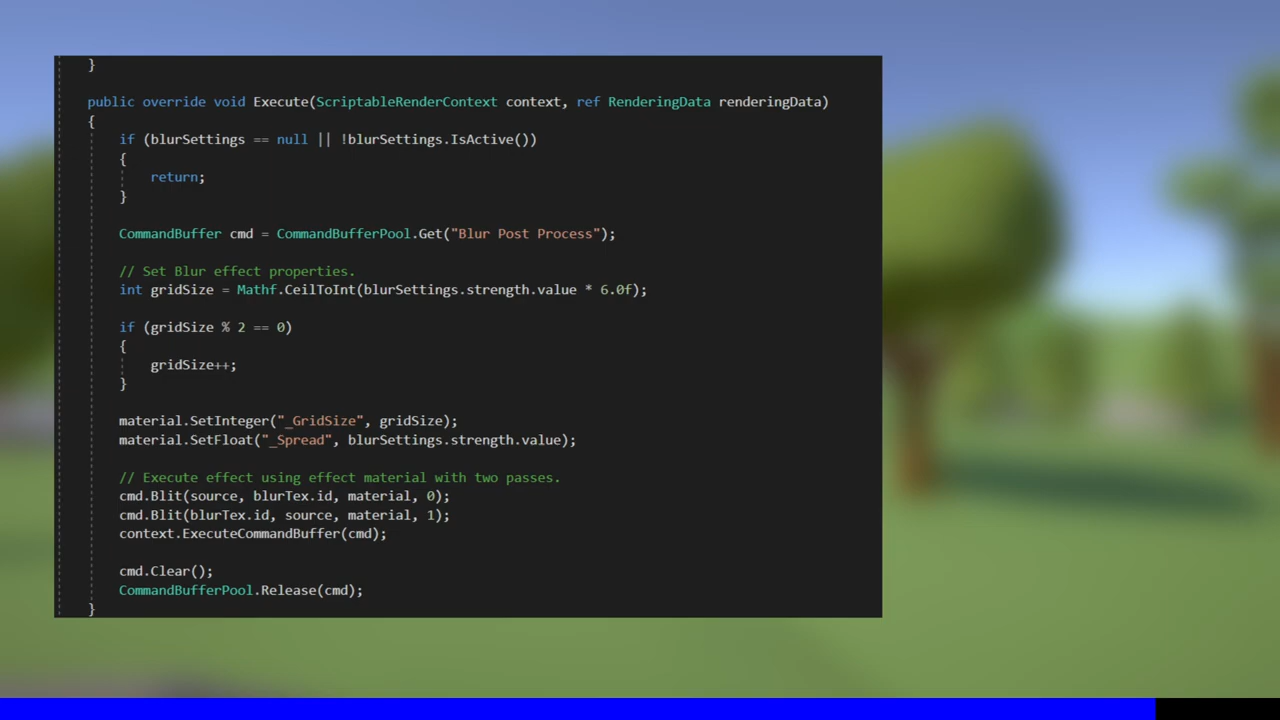 }
public override void Execute(ScriptableRenderContext context, ref RenderingData renderingData)
{
if (blurSettings == null || !blurSettings.IsActive())
{
return;
}
CommandBuffer cmd = CommandBufferPool.Get("Blur Post Process");
// Set Blur effect properties.
int gridSize = Mathf.CeilToInt(blurSettings.strength.value * 6.0f);
if (gridSize % 2 == 0)
{
gridSize++;
}
material.SetInteger("_GridSize", gridSize);
material.SetFloat("_Spread", blurSettings.strength.value);
// Execute effect using effect material with two passes.
cmd.Blit(source, blurTex.id, material, 0);
cmd.Blit(blurTex.id, source, material, 1);
context.ExecuteCommandBuffer(cmd);
cmd.Clear();
CommandBufferPool.Release(cmd);
}